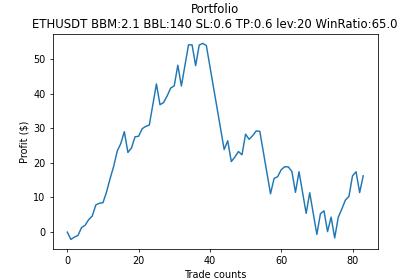 Portfolio
ETHUSDT BBM:2.1 BBL:140 SL:0.6 TP:0.6 lev:20 WinRatio:65.0
Profit ($)
50
40
30
20
10
0
0
20
40
60
80
Trade counts